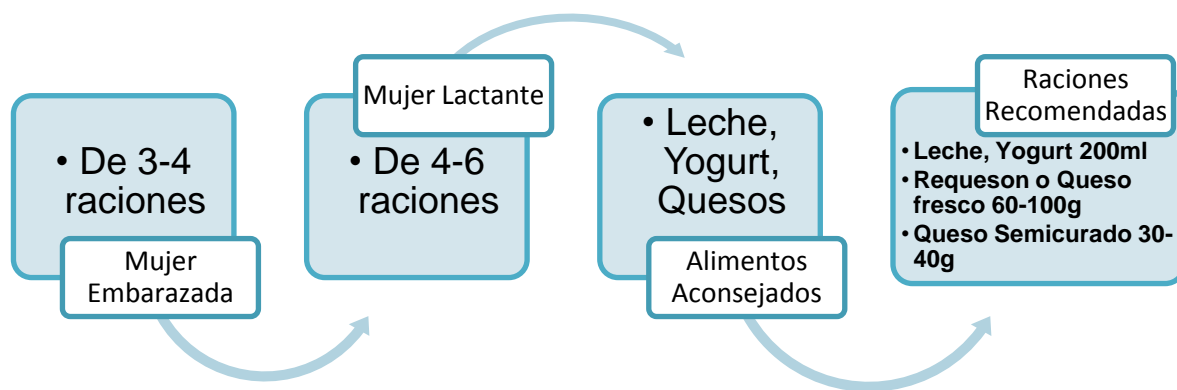 • De 3-4
raciones
Mujer
Embarazada
Mujer Lactante
• De 4-6
raciones
• Leche,
Yogurt,
Quesos
Alimentos
Aconsejados
Raciones
Recomendadas
• Leche, Yogurt 200ml
• Requeson o Queso
fresco 60-100g
• Queso Semicurado 30-
40g